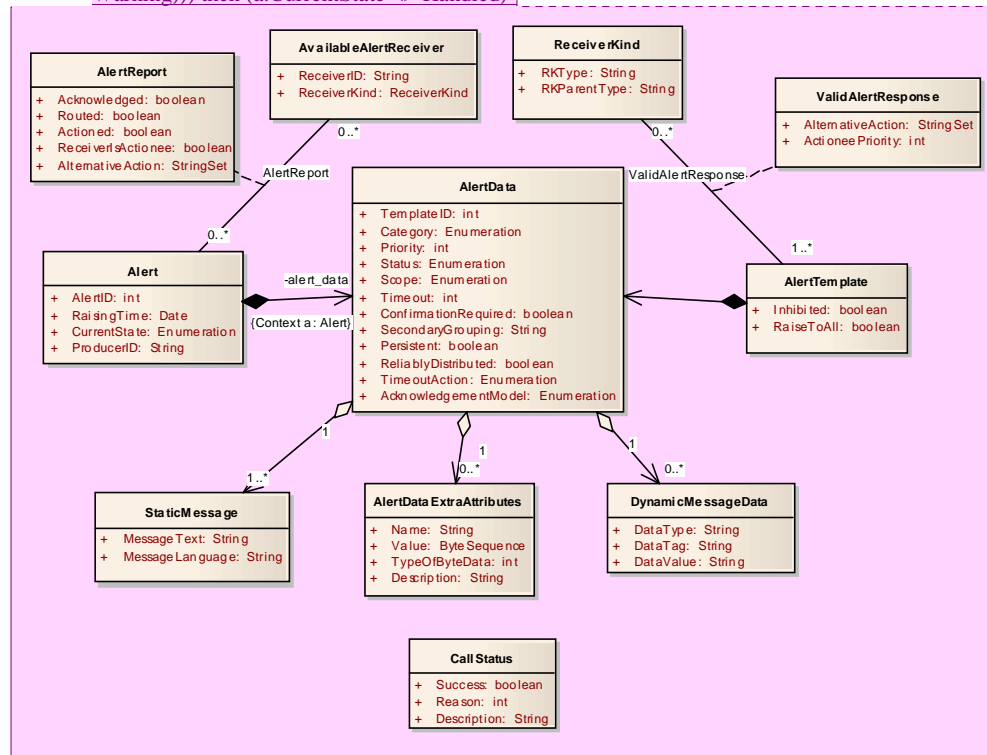 AvailableAlertReceiver
+ ReceiverID: String
+ ReceiverKind: ReceiverKind
ReceiverKind
+ RKType: String
+ RKParentType: String
AlertReport
+ Acknowledged: boolean
+ Routed: boolean
+ Actioned: boolean
+ ReceiverIsActionee: boolean
+ AlternativeAction: StringSet
ValidAlertResponse
+ AlternativeAction: StringSet
+ ActioneePriority: int
0..*
0..*
AlertReport
ValidAlertResponse
0..*
1..*
AlertData
+ TemplateID: int
+ Category: Enumeration
+ Priority: int
+ Status: Enumeration
+ Scope: Enumeration
+ Timeout: int
+ ConfirmationRequired: boolean
+ SecondaryGrouping: String
+ Persistent: boolean
+ ReliablyDistributed: boolean
+ TimeoutAction: Enumeration
+ AcknowledgementModel: Enumeration
Alert
+ AlertID: int
+ RaisingTime: Date
+ CurrentState: Enumeration
+ ProducerID: String
-alert_data
{Context a: Alert}
AlertTemplate
+ Inhibited: boolean
+ RaiseToAll: boolean
1
1..*
1
0..*
1
0..*
StaticMessage
+ MessageText: String
+ MessageLanguage: String
AlertDataExtraAttributes
+ Name: String
+ Value: ByteSequence
+ TypeOfByteData: int
+ Description: String
DynamicMessageData
+ DataType: String
+ DataTag: String
+ DataValue: String
CallStatus
+ Success: boolean
+ Reason: int
+ Description: String